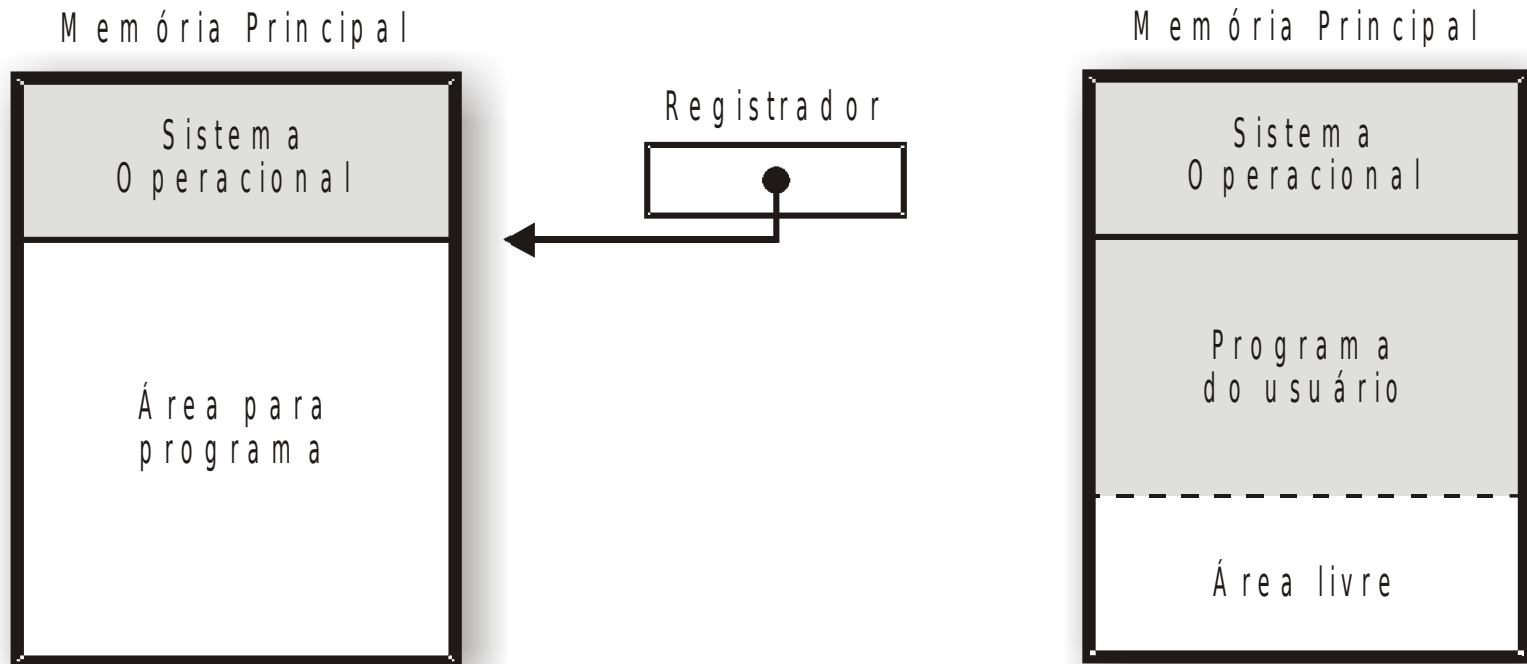 Memória Principal
Sistema
Operacional
Área para
programa
Registrador
Memória Principal
Sistema
Operacional
Programa
do usuário
Área livre